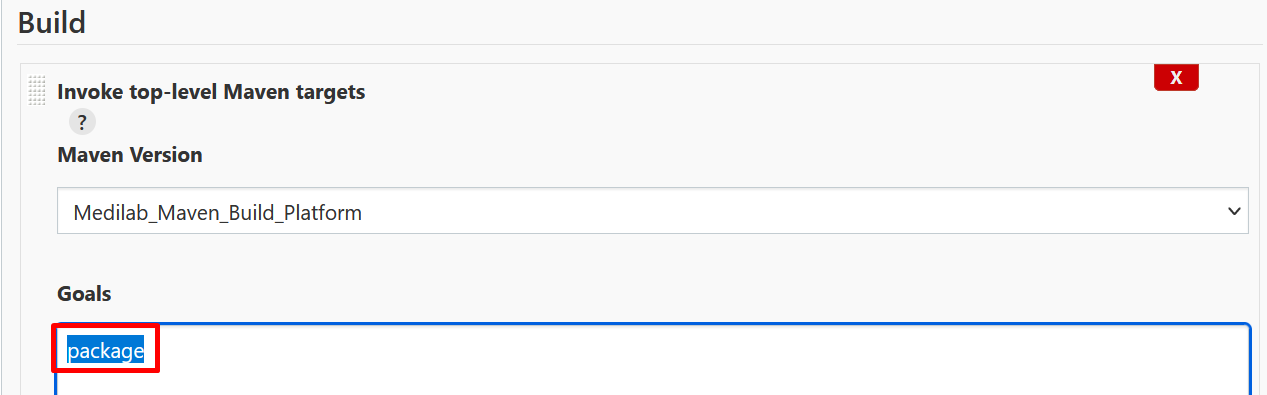 Build
Invoke top-level Maven targets
X
?
Maven Version
Medilab_Maven_Build_Platform
Goals
package